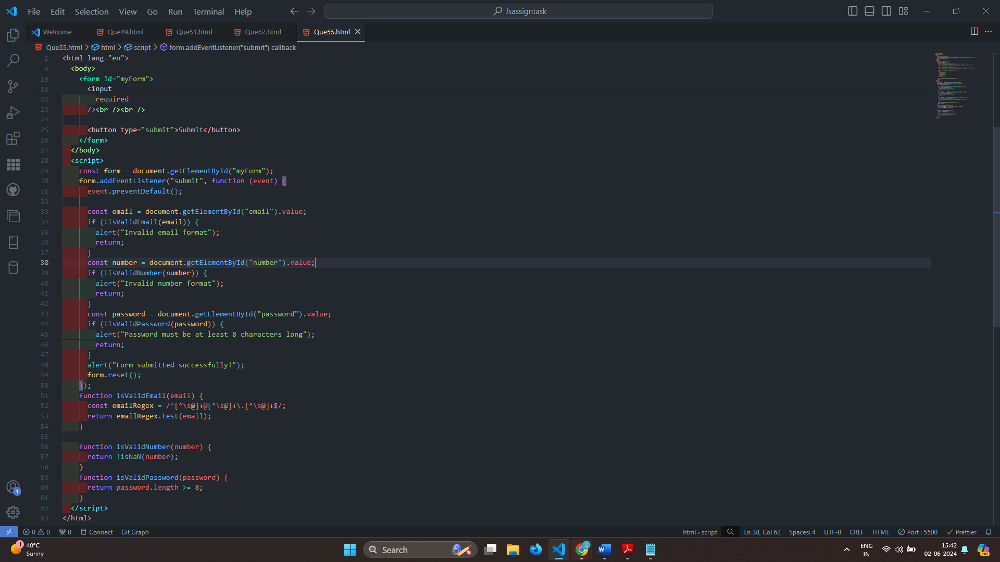 File Edit Selection View Go Run Terminal Help Jsassigntask
Welcome Que49.html Que51.html Que52.html Que55.html
Que55.html > html > script > form.addEventListener("submit") callback
2 <html lang="en">
8 <body>
10 <form id="myForm">
18 <input
22 required
23 /><br /><br />
24
25 <button type="submit">Submit</button>
26 </form>
27 </body>
28 <script>
29 const form = document.getElementById("myForm");
30 form.addEventListener("submit", function (event) {
31 event.preventDefault();
32
33 const email = document.getElementById("email").value;
34 if (!isValidEmail(email)) {
35 alert("Invalid email format");
36 return;
37 }
38 const number = document.getElementById("number").value;
39 if (!isValidNumber(number)) {
40 alert("Invalid number format");
41 return;
42 }
43 const password = document.getElementById("password").value;
44 if (!isValidPassword(password)) {
45 alert("Password must be at least 8 characters long");
46 return;
47 }
48 alert("Form submitted successfully!");
49 form.reset();
50 });
51 function isValidEmail(email) {
52 const emailRegex = /^[^\s@]+@[^\s@]+\.[^\s@]+$/;
53 return emailRegex.test(email);
54 }
55
56 function isValidNumber(number) {
57 return !isNaN(number);
58 }
59 function isValidPassword(password) {
60 return password.length >= 8;
61 }
62 </script>
63 </html>
1
0 0 0 Connect Git Graph html › script Ln 38, Col 62 Spaces: 4 UTF-8 CRLF HTML Port : 5500 Prettier
1 40°C
Sunny
Search
ENG
IN
15:42
02-06-2024
PRE